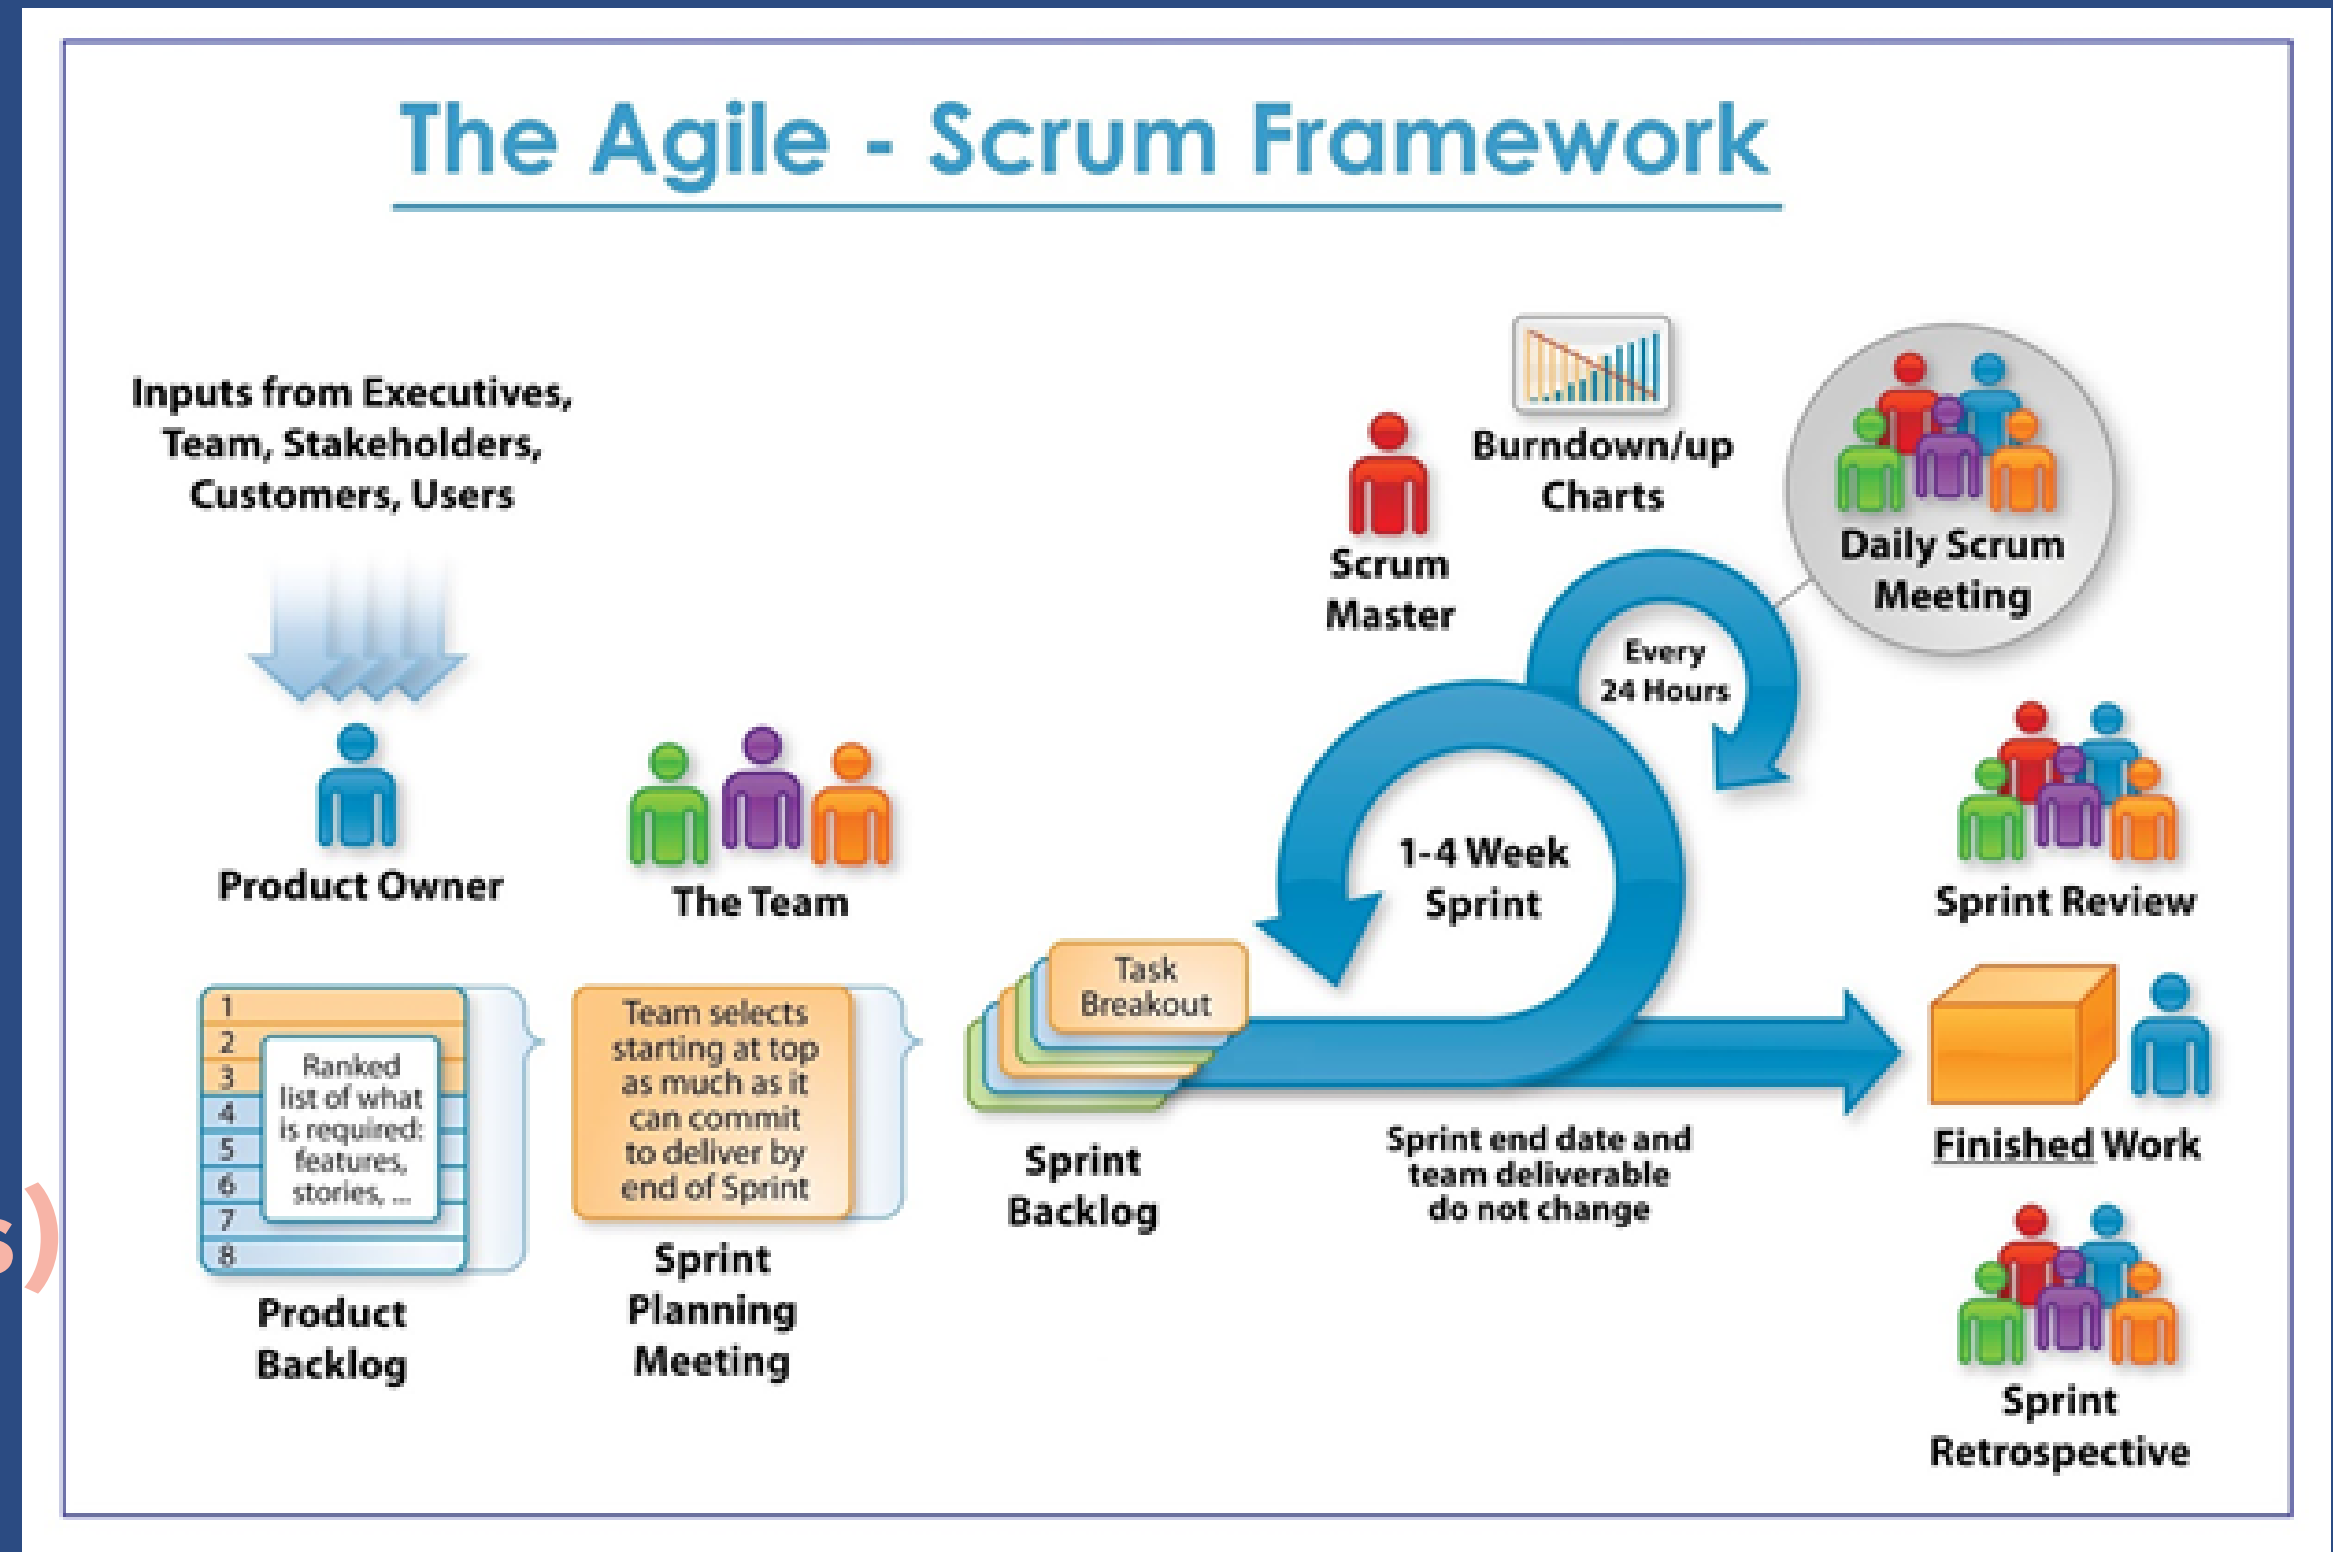 The Agile - Scrum Framework
Inputs from Executives,
Team, Stakeholders,
Customers, Users
Product Owner
The Team
1
2
3
4
5
6
7
8
Ranked
list of what
is required:
features,
stories, ...
Product
Backlog
Team selects
starting at top
as much as it
can commit
to deliver by
end of Sprint
Sprint
Planning
Meeting
Task
Breakout
Sprint
Backlog
Scrum
Master
Burndown/up
Charts
Every
24 Hours
1-4 Week
Sprint
Sprint end date and
team deliverable
do not change
Daily Scrum
Meeting
Sprint Review
Finished Work
Sprint
Retrospective
s)